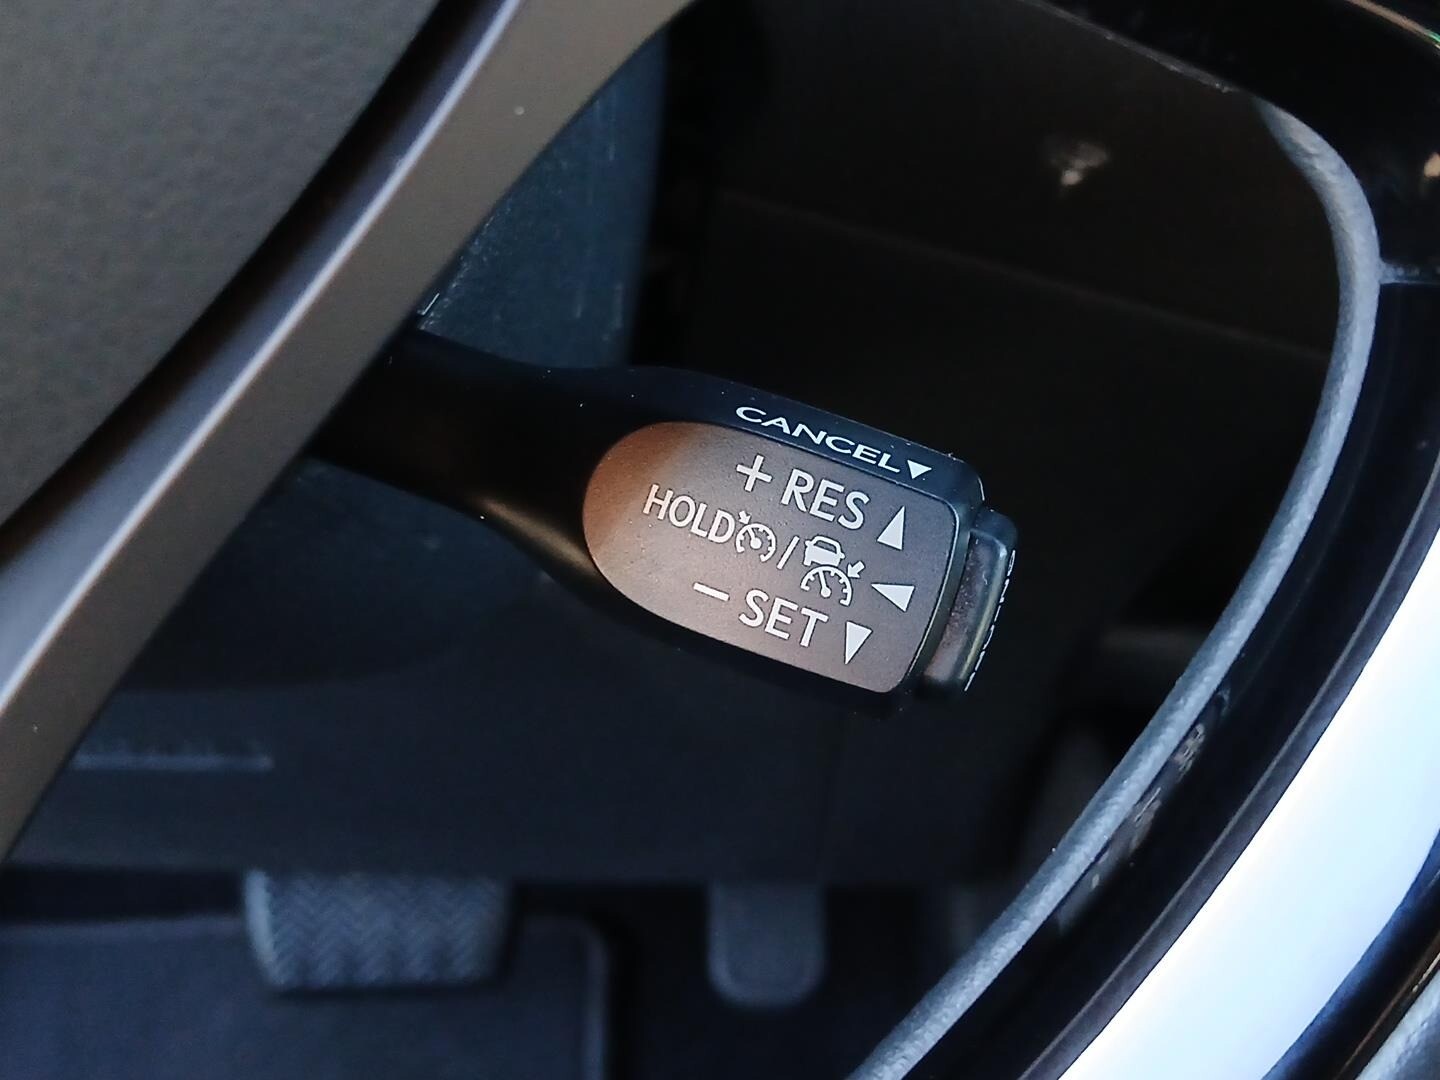 CANCEL▼
+ RES ▲
HOLD / ◀
− SET ▼